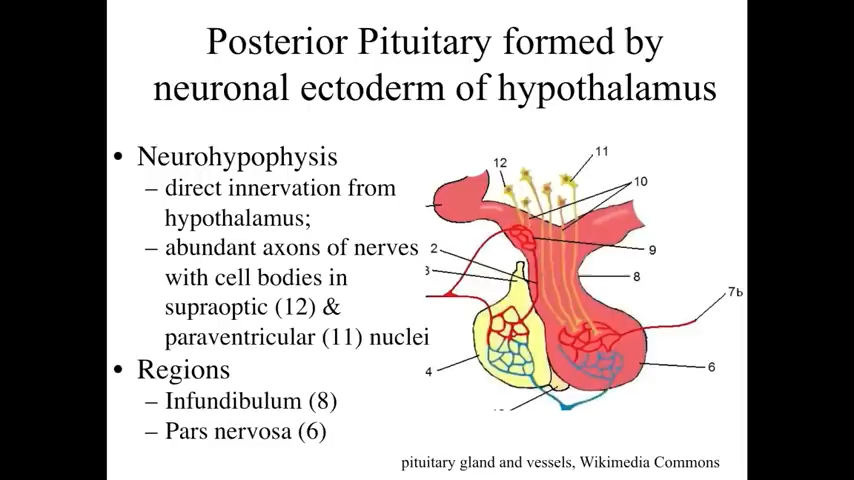 Posterior Pituitary formed by
neuronal ectoderm of hypothalamus
• Neurohypophysis
– direct innervation from
hypothalamus;
– abundant axons of nerves
with cell bodies in
supraoptic (12) &
paraventricular (11) nuclei
• Regions
– Infundibulum (8)
– Pars nervosa (6)
12
11
10
9
2
3
8
7b
4
6
pituitary gland and vessels, Wikimedia Commons